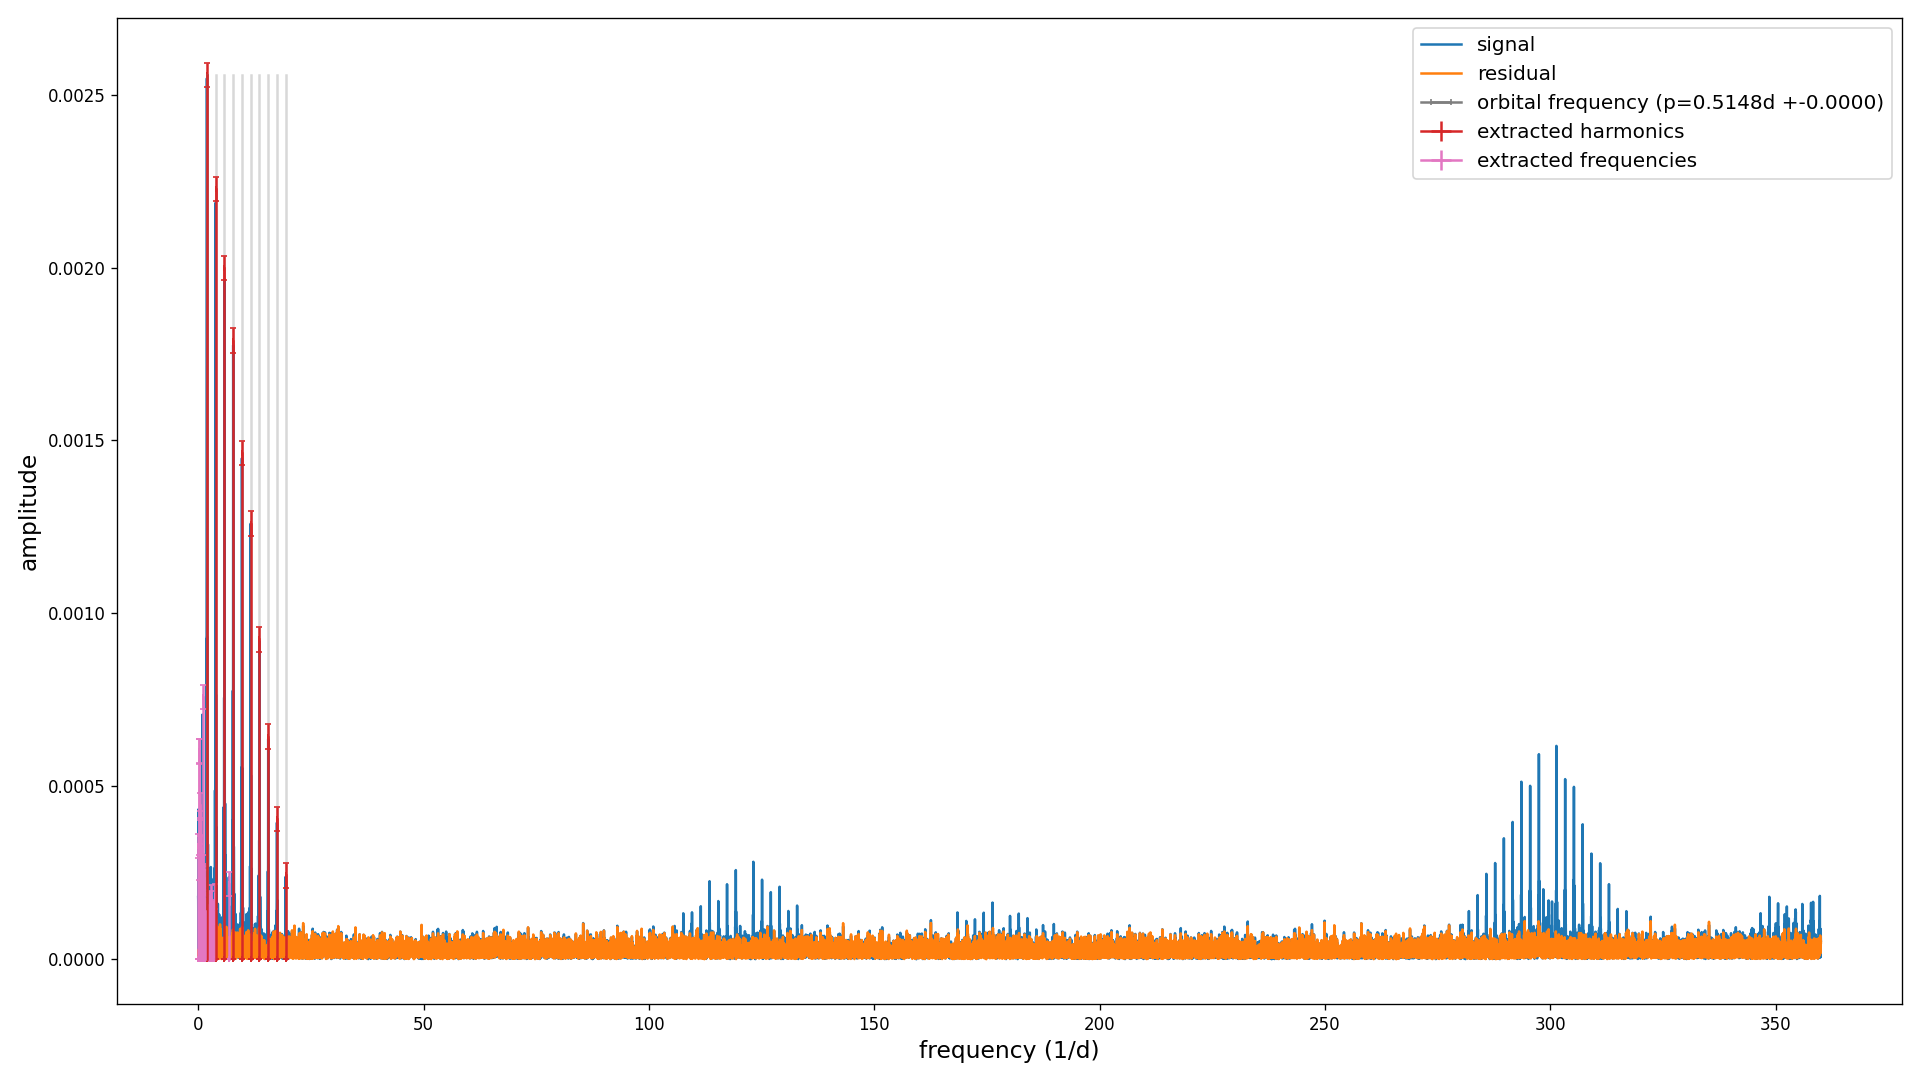 signal
residual
orbital frequency (p=0.5148d +-0.0000)
extracted harmonics
extracted frequencies
amplitude
0.0025
0.0020
0.0015
0.0010
0.0005
0.0000
0 50 100 150 200 250 300 350
frequency (1/d)